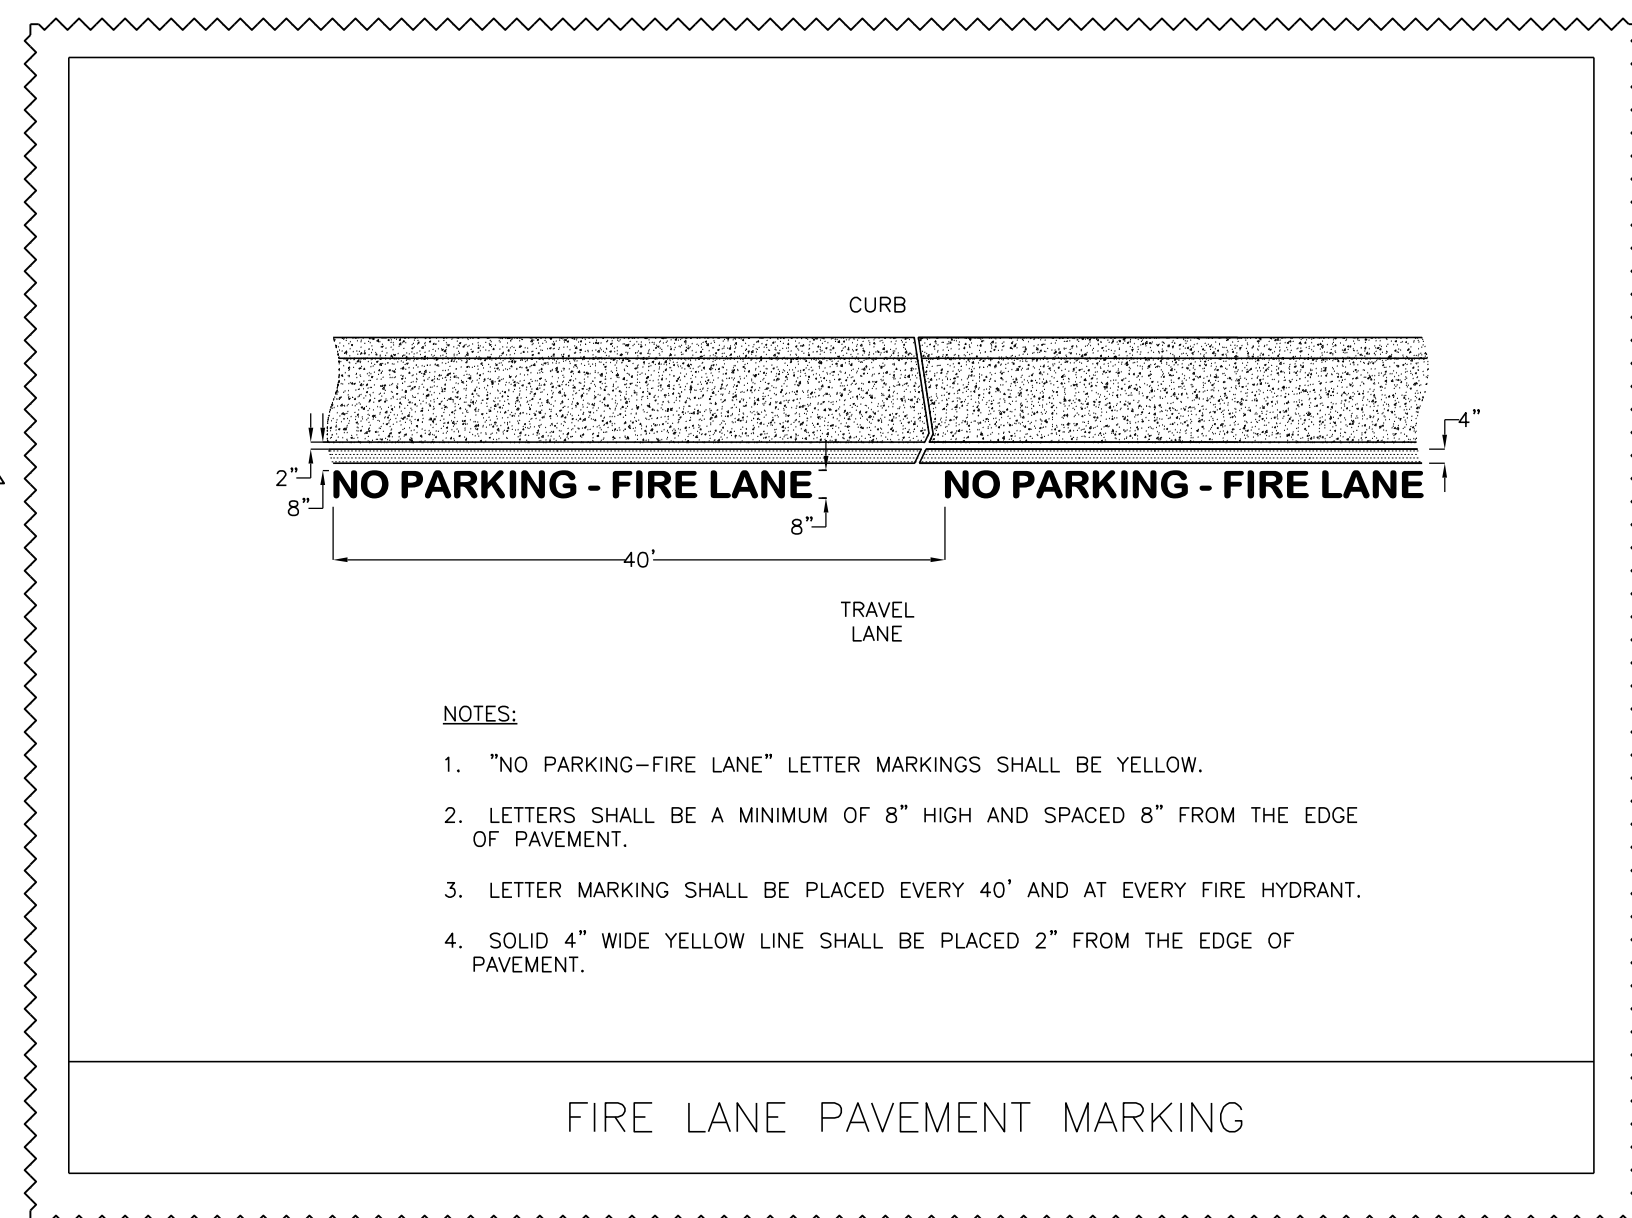 CURB
4"
2"
NO PARKING - FIRE LANE
NO PARKING - FIRE LANE
8"
8"
40'
TRAVEL
LANE
NOTES:
1. "NO PARKING–FIRE LANE" LETTER MARKINGS SHALL BE YELLOW.
2. LETTERS SHALL BE A MINIMUM OF 8" HIGH AND SPACED 8" FROM THE EDGE
OF PAVEMENT.
3. LETTER MARKING SHALL BE PLACED EVERY 40' AND AT EVERY FIRE HYDRANT.
4. SOLID 4" WIDE YELLOW LINE SHALL BE PLACED 2" FROM THE EDGE OF
PAVEMENT.
FIRE LANE PAVEMENT MARKING